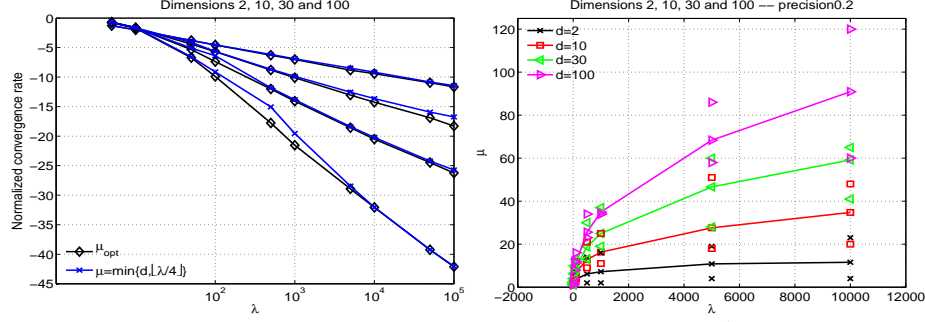 Dimensions 2, 10, 30 and 100
0
−5
−10
−15
−20
−25
−30
−35
−40
−45
Normalized convergence rate
μopt
μ=min{d,⌊λ/4⌋}
10^2
10^3
10^4
10^5
λ
Dimensions 2, 10, 30 and 100 −− precision0.2
120
100
80
60
40
20
0
μ
d=2
d=10
d=30
d=100
−2000
0
2000
4000
6000
8000
10000
12000
λ